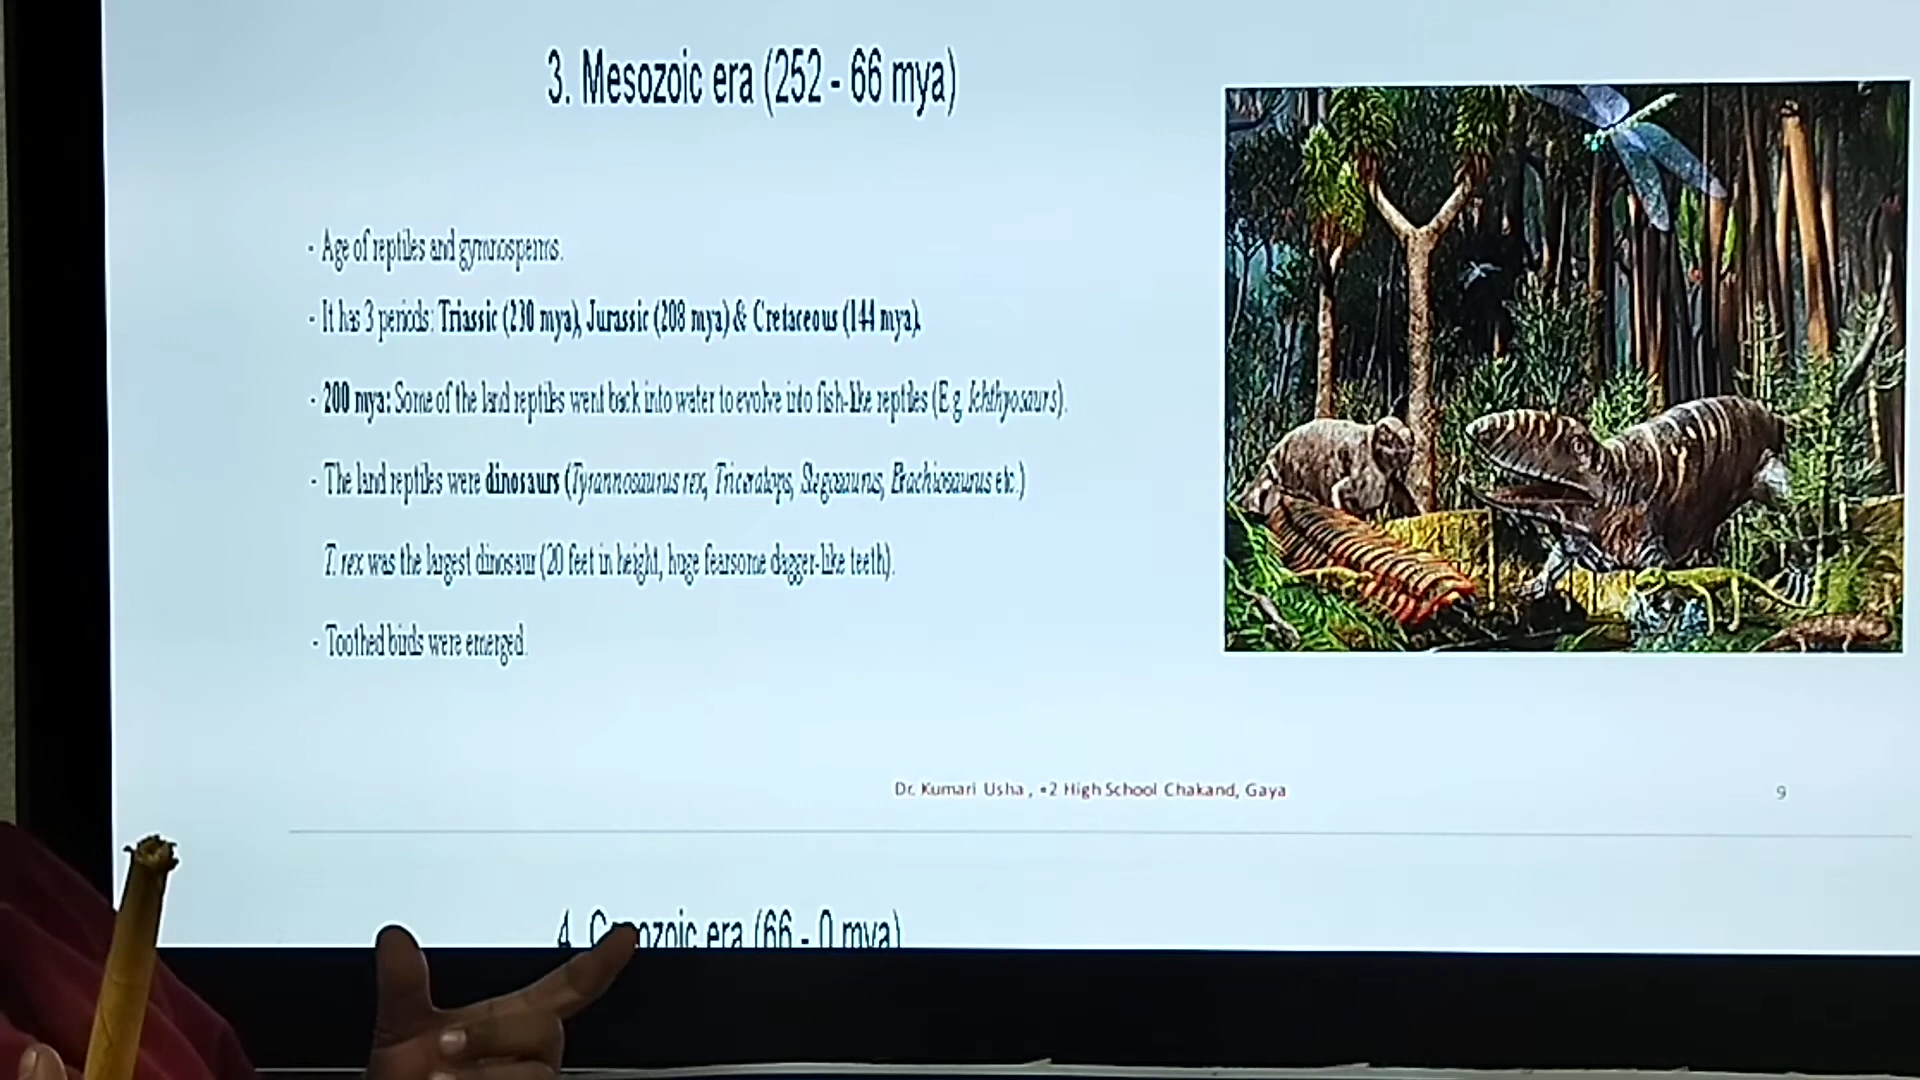 3. Mesozoic era (252 - 66 mya)
- Age of reptiles and gymnosperms.
- It has 3 periods: Triassic (230 mya), Jurassic (208 mya) & Cretaceous (144 mya).
- 200 mya: Some of the land reptiles went back into water to evolve into fish-like reptiles (E.g. Ichthyosaurs).
- The land reptiles were dinosaurs (Tyrannosaurus rex, Triceratops, Stegosaurus, Brachiosaurus etc.)
T. rex was the largest dinosaur (20 feet in height, huge fearsome dagger-like teeth).
- Toothed birds were emerged.
Dr. Kumari Usha , +2 High School Chakand, Gaya
9
4. Cenozoic era (66 - 0 mya)